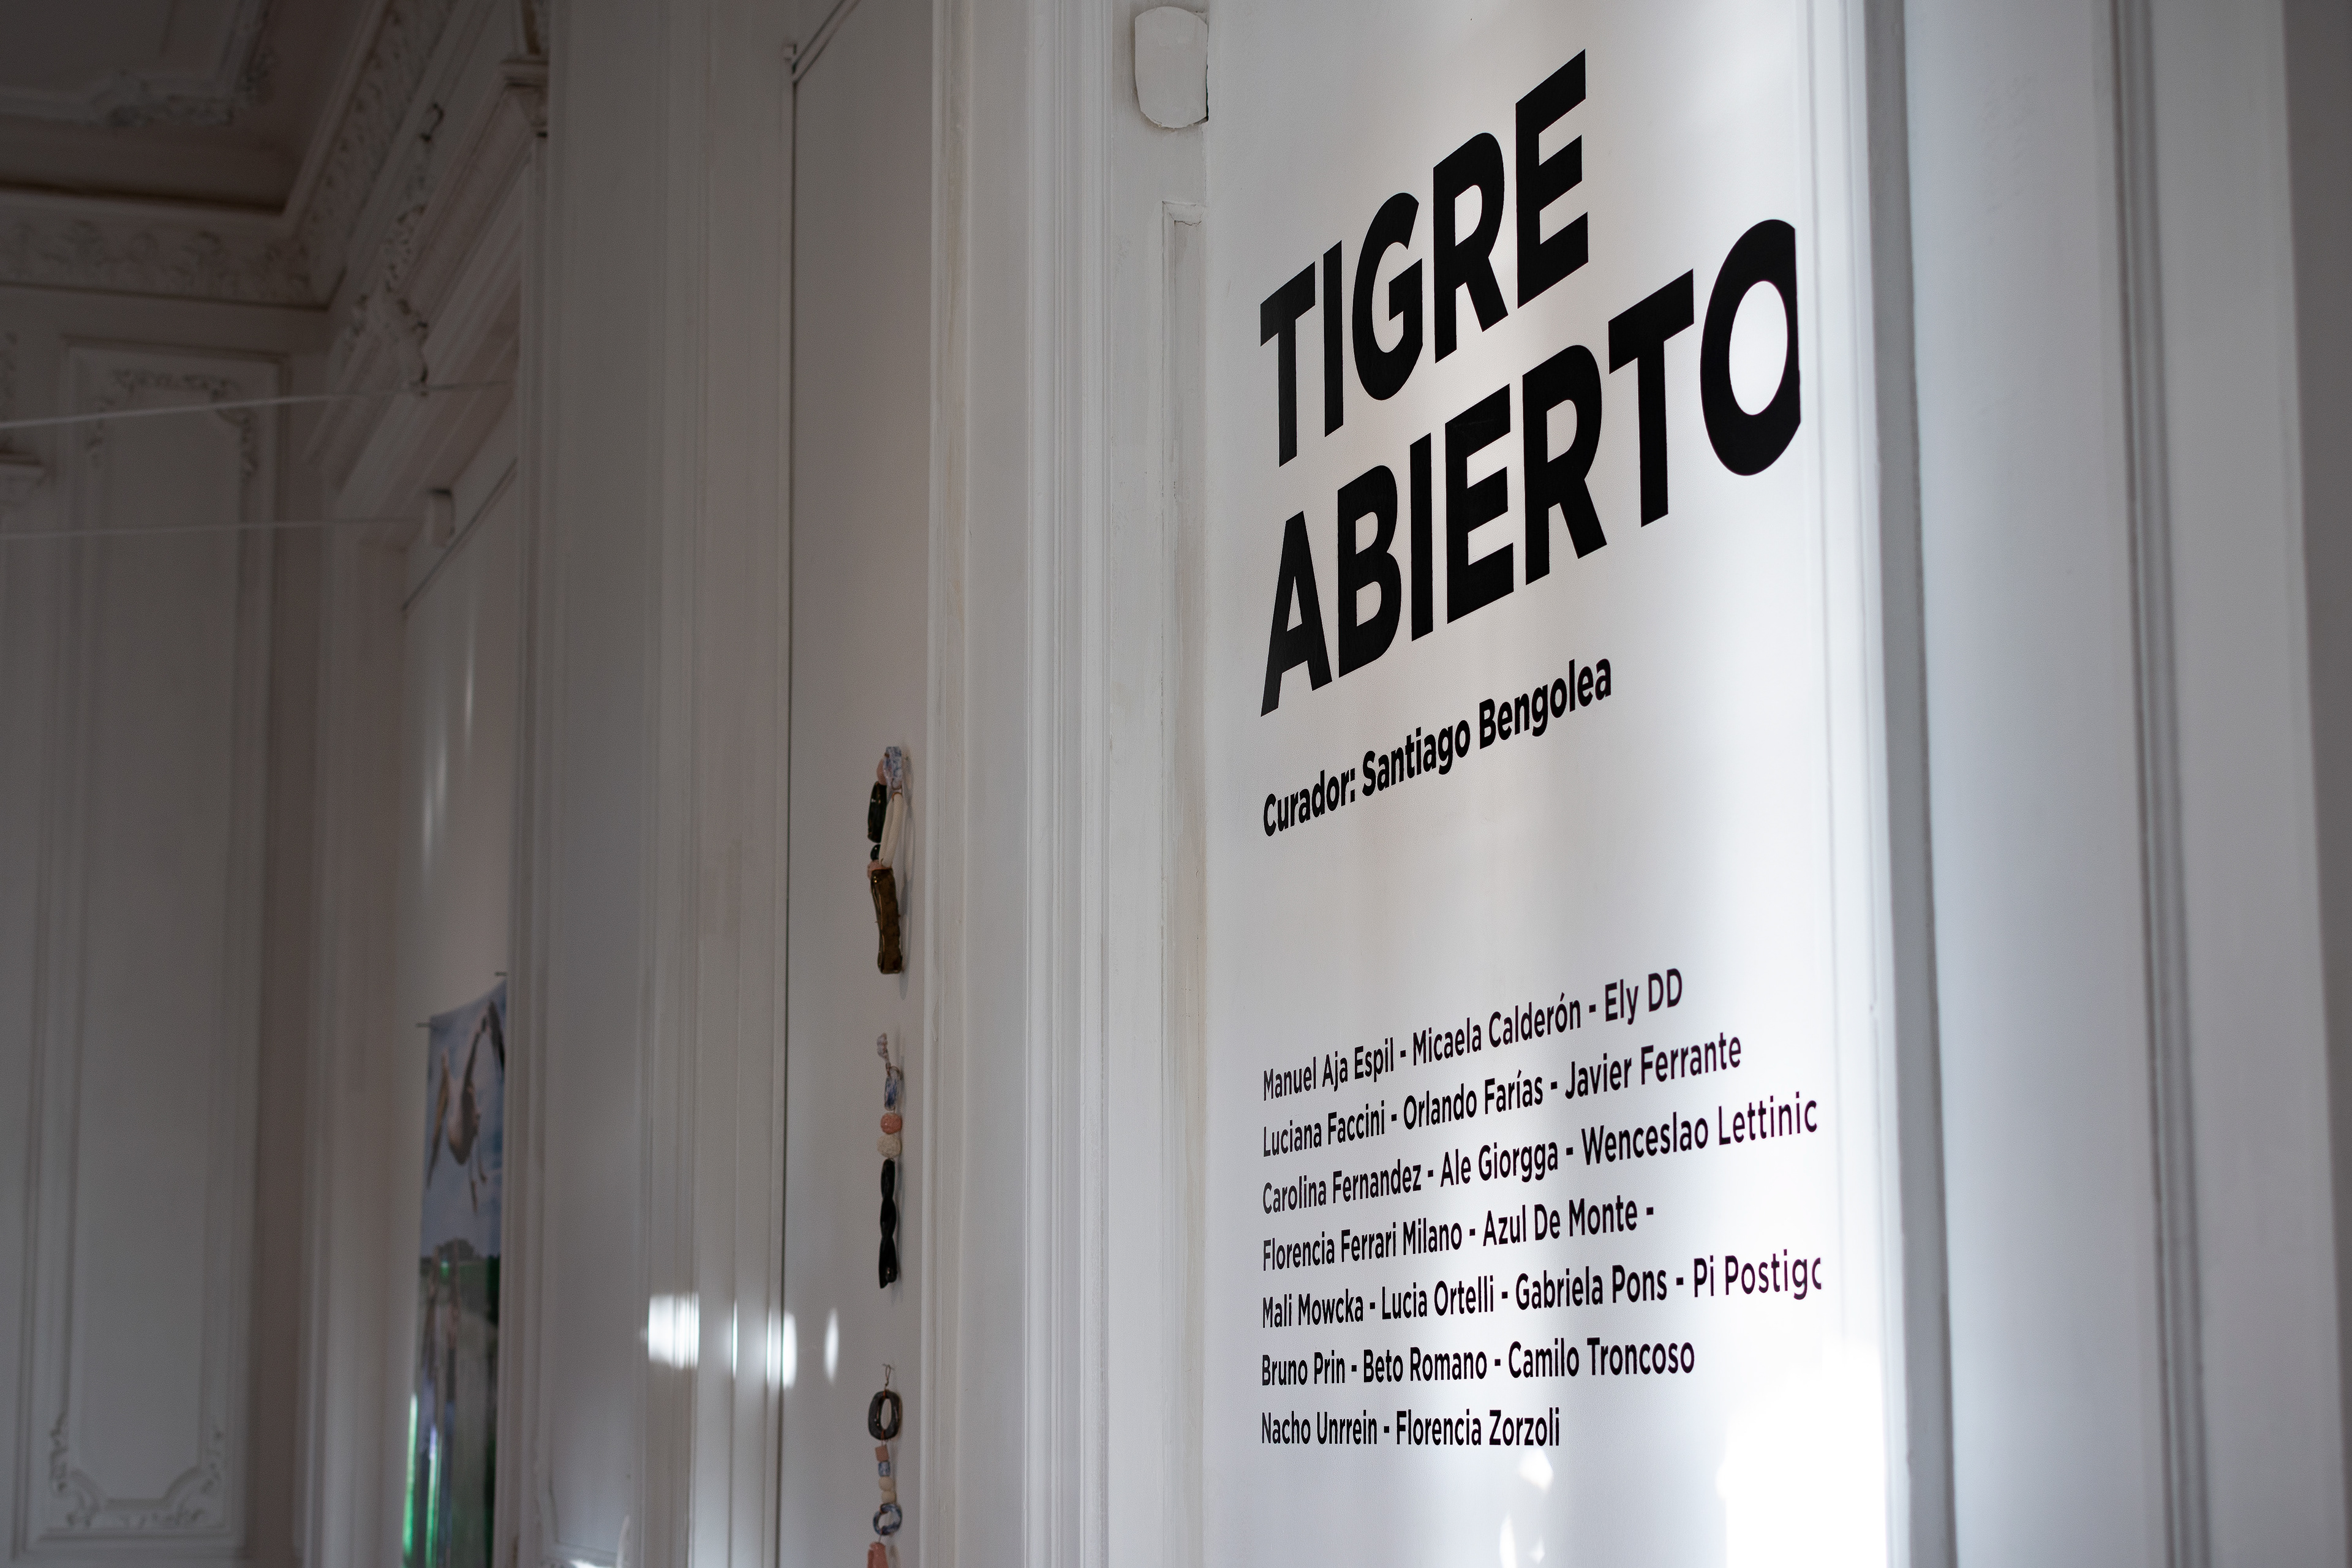 TIGRE
ABIERTO
Curador: Santiago Bengolea
Manuel Aja Espil - Micaela Calderón - Ely DD
Luciana Faccini - Orlando Farías - Javier Ferrante
Carolina Fernandez - Ale Giorgga - Wenceslao Lettinic
Florencia Ferrari Milano - Azul De Monte -
Mali Mowcka - Lucia Ortelli - Gabriela Pons - Pi Postigo
Bruno Prin - Beto Romano - Camilo Troncoso
Nacho Unrrein - Florencia Zorzoli